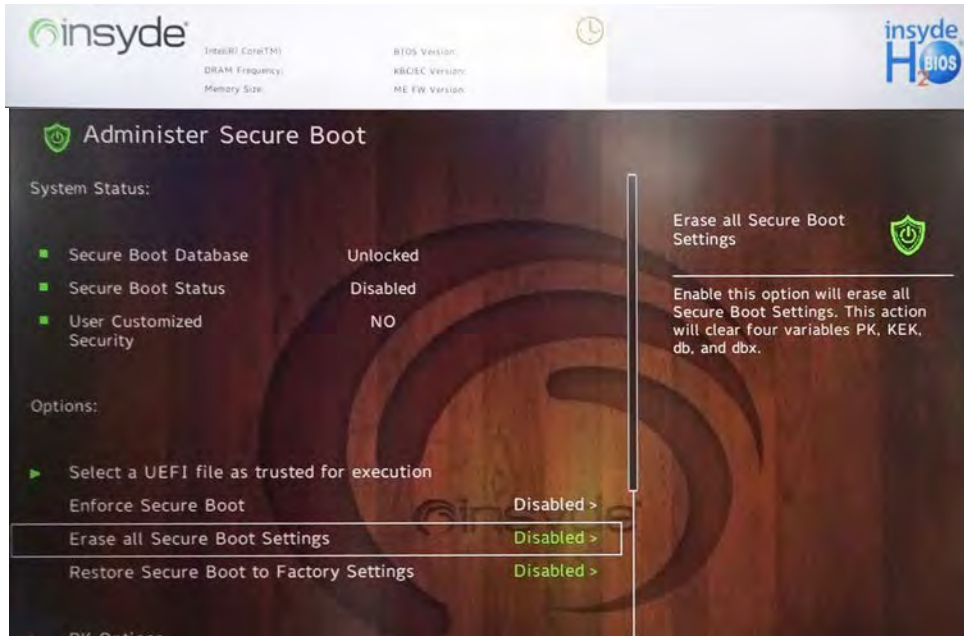 insyde
insyde
H2O BIOS
Intel(R) Core(TM)
BIOS Version:
DRAM Frequency:
KBC/EC Version:
Memory Size:
ME FW Version:
Administer Secure Boot
System Status:
Secure Boot Database Unlocked
Secure Boot Status Disabled
User Customized Security NO
Options:
Select a UEFI file as trusted for execution
Enforce Secure Boot Disabled >
Erase all Secure Boot Settings Disabled >
Restore Secure Boot to Factory Settings Disabled >
PK Options
Erase all Secure Boot
Settings
Enable this option will erase all
Secure Boot Settings. This action
will clear four variables PK, KEK,
db, and dbx.